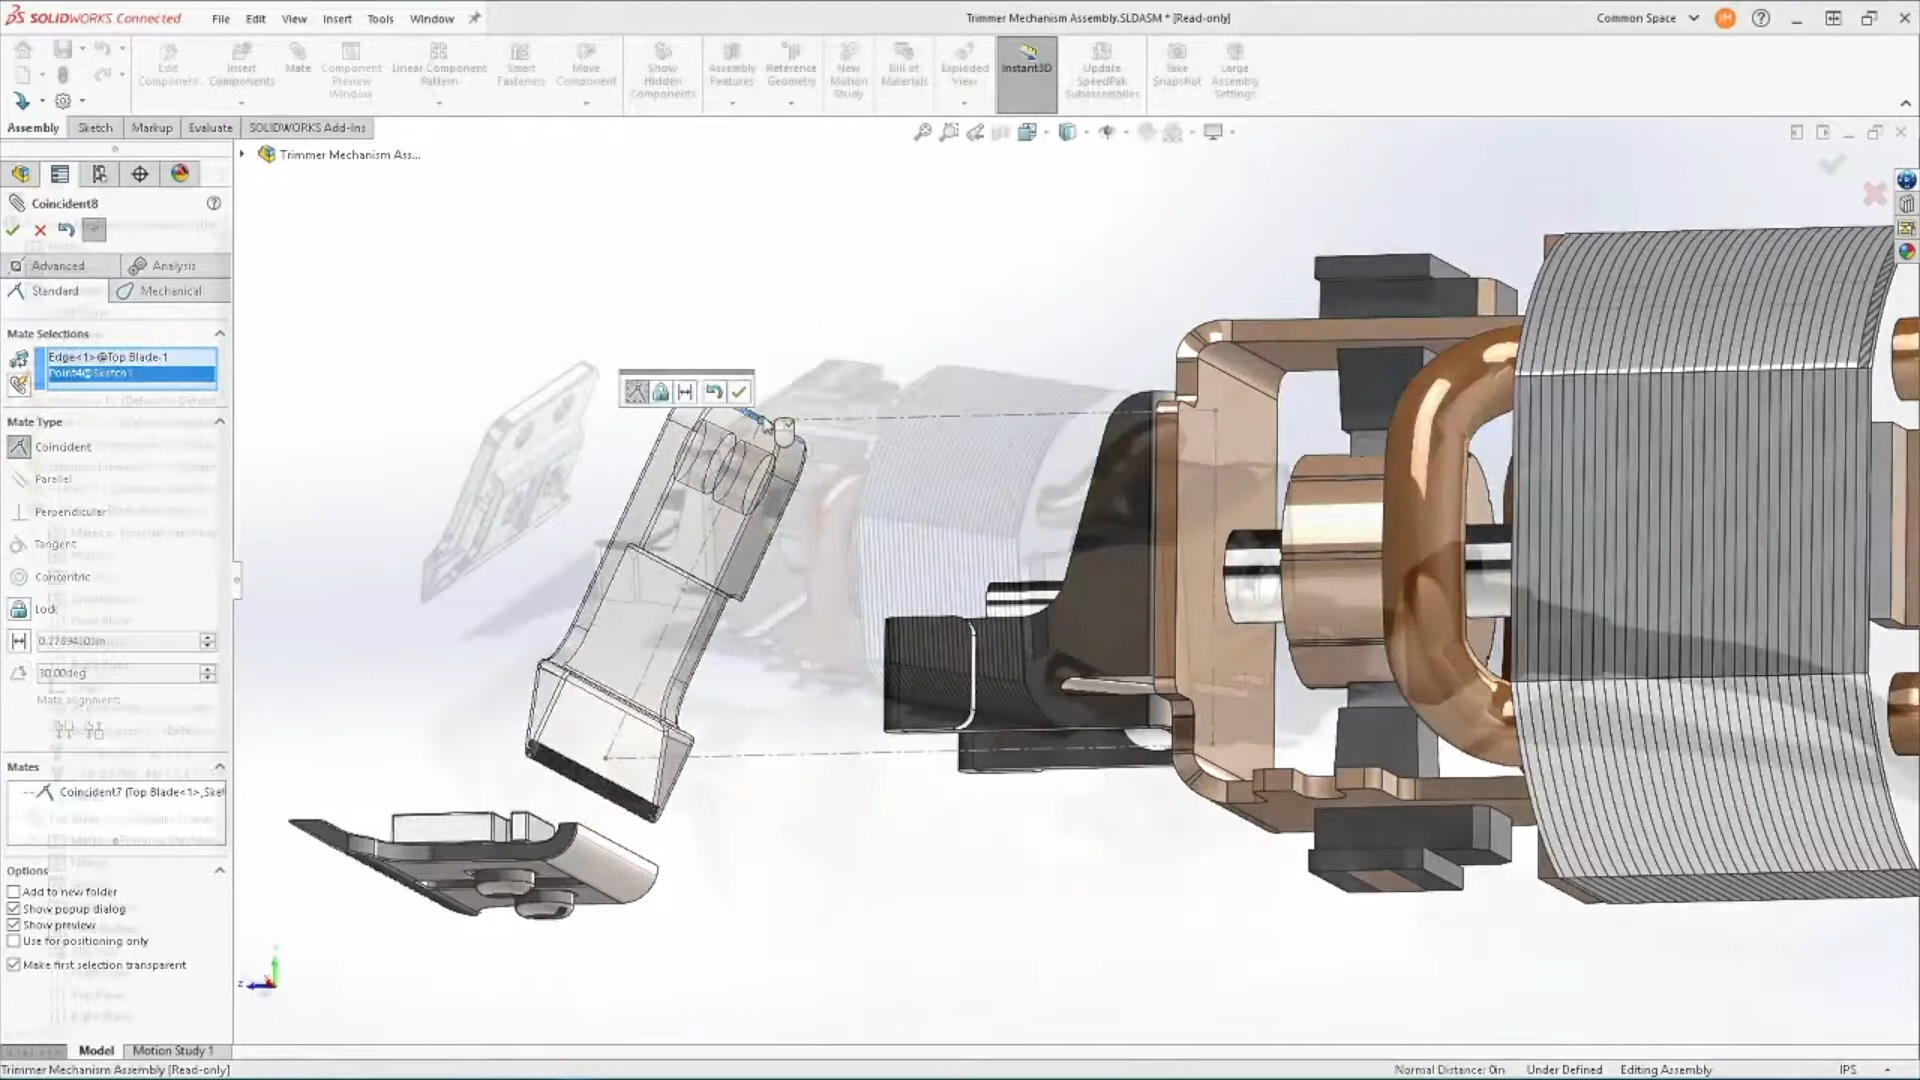 SOLIDWORKS Connected
File Edit View Insert Tools Window
Trimmer Mechanism Assembly.SLDASM * [Read-only]
Common Space
Edit Component
Insert Components
Mate
Component Preview Window
Linear Component Pattern
Smart Fasteners
Move Component
Show Hidden Components
Assembly Features
Reference Geometry
New Motion Study
Bill of Materials
Exploded View
Instant3D
Update SpeedPak Subassemblies
Take Snapshot
Large Assembly Settings
Assembly Sketch Markup Evaluate SOLIDWORKS Add-Ins
Trimmer Mechanism Ass...
Coincident8
Advanced Analysis
Standard Mechanical
Mate Selections
Edge<1>@Top Blade-1
Point4@Sketch1
Mate Type
Coincident
Parallel
Perpendicular
Tangent
Concentric
Lock
30.00deg
Mate alignment:
Mates
Coincident7 (Top Blade<1>,Sket
Options
Add to new folder
Show popup dialog
Show preview
Use for positioning only
Make first selection transparent
z
Model Motion Study 1
Trimmer Mechanism Assembly [Read-only]
Normal Distance: 0in Under Defined Editing Assembly IPS